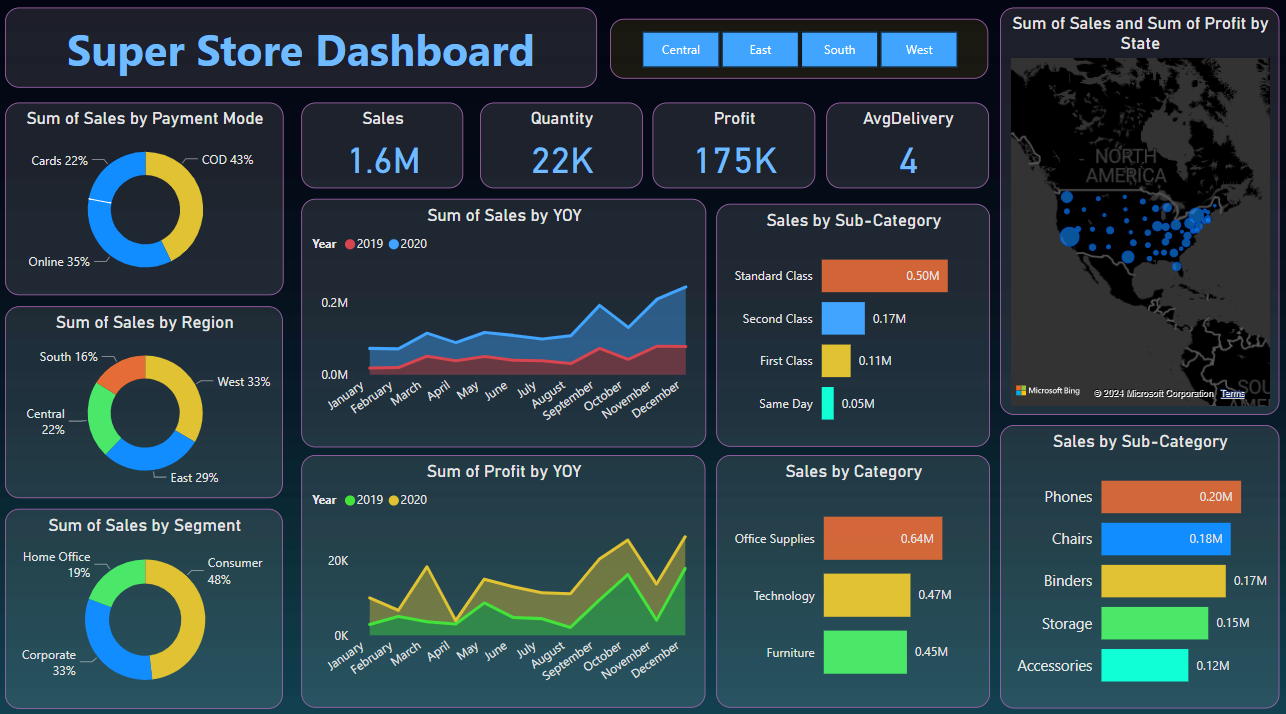 Super Store Dashboard
Central
East
South
West
Sum of Sales and Sum of Profit by
State
NORTH
AMERICA
Microsoft Bing
© 2024 Microsoft Corporation
Terms
Sum of Sales by Payment Mode
Cards 22%
COD 43%
Online 35%
Sales
1.6M
Quantity
22K
Profit
175K
AvgDelivery
4
Sum of Sales by YOY
Year
2019
2020
0.2M
0.0M
January
February
March
April
May
June
July
August
September
October
November
December
Sales by Sub-Category
Standard Class
0.50M
Second Class
0.17M
First Class
0.11M
Same Day
0.05M
Sum of Sales by Region
South 16%
West 33%
Central
22%
East 29%
Sum of Profit by YOY
Year
2019
2020
20K
0K
January
February
March
April
May
June
July
August
September
October
November
December
Sales by Category
Office Supplies
0.64M
Technology
0.47M
Furniture
0.45M
Sales by Sub-Category
Phones
0.20M
Chairs
0.18M
Binders
0.17M
Storage
0.15M
Accessories
0.12M
Sum of Sales by Segment
Home Office
19%
Consumer
48%
Corporate
33%